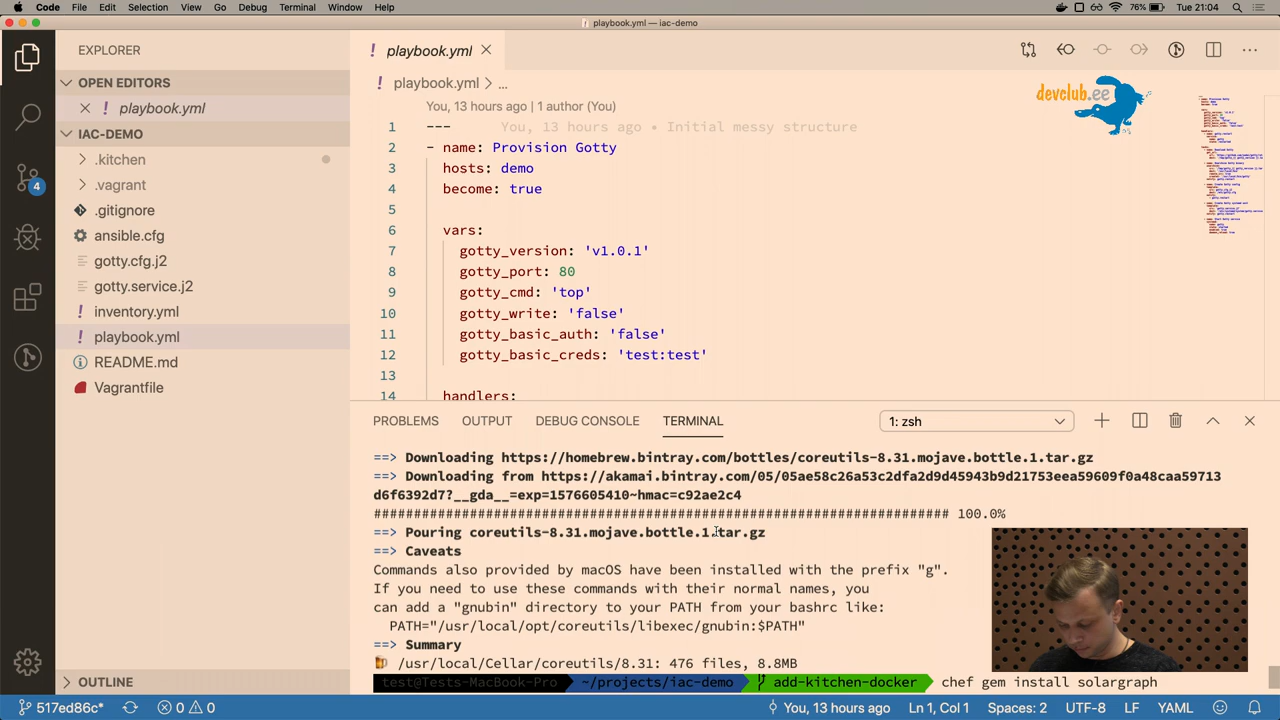 Code File Edit Selection View Go Debug Terminal Window Help 76% Tue 21:04
playbook.yml — iac-demo
EXPLORER
OPEN EDITORS
! playbook.yml
IAC-DEMO
.kitchen
.vagrant
.gitignore
ansible.cfg
gotty.cfg.j2
gotty.service.j2
! inventory.yml
! playbook.yml
README.md
Vagrantfile
OUTLINE
4
! playbook.yml
! playbook.yml > ...
devclub.ee
You, 13 hours ago | 1 author (You)
1 --- You, 13 hours ago • Initial messy structure
2 - name: Provision Gotty
3 hosts: demo
4 become: true
5
6 vars:
7 gotty_version: 'v1.0.1'
8 gotty_port: 80
9 gotty_cmd: 'top'
10 gotty_write: 'false'
11 gotty_basic_auth: 'false'
12 gotty_basic_creds: 'test:test'
13
14 handlers:
PROBLEMS OUTPUT DEBUG CONSOLE TERMINAL 1: zsh
==> Downloading https://homebrew.bintray.com/bottles/coreutils-8.31.mojave.bottle.1.tar.gz
==> Downloading from https://akamai.bintray.com/05/05ae58c26a53c2dfa2d9d45943b9d21753eea59609f0a48caa59713
d6f6392d7?__gda__=exp=1576605410~hmac=c92ae2c4
######################################################################## 100.0%
==> Pouring coreutils-8.31.mojave.bottle.1.tar.gz
==> Caveats
Commands also provided by macOS have been installed with the prefix "g".
If you need to use these commands with their normal names, you
can add a "gnubin" directory to your PATH from your bashrc like:
PATH="/usr/local/opt/coreutils/libexec/gnubin:$PATH"
==> Summary
🍺 /usr/local/Cellar/coreutils/8.31: 476 files, 8.8MB
test@Tests-MacBook-Pro ~/projects/iac-demo add-kitchen-docker chef gem install solargraph
517ed86c* 0 0 You, 13 hours ago Ln 1, Col 1 Spaces: 2 UTF-8 LF YAML